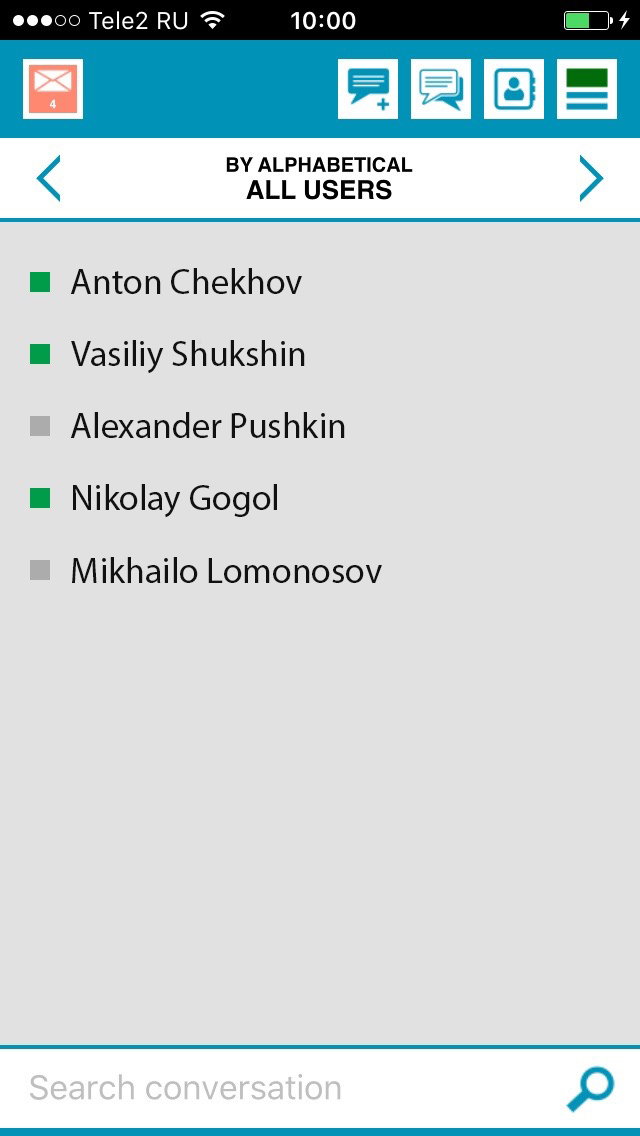 Tele2 RU 10:00
4
BY ALPHABETICAL
ALL USERS
Anton Chekhov
Vasiliy Shukshin
Alexander Pushkin
Nikolay Gogol
Mikhailo Lomonosov
Search conversation